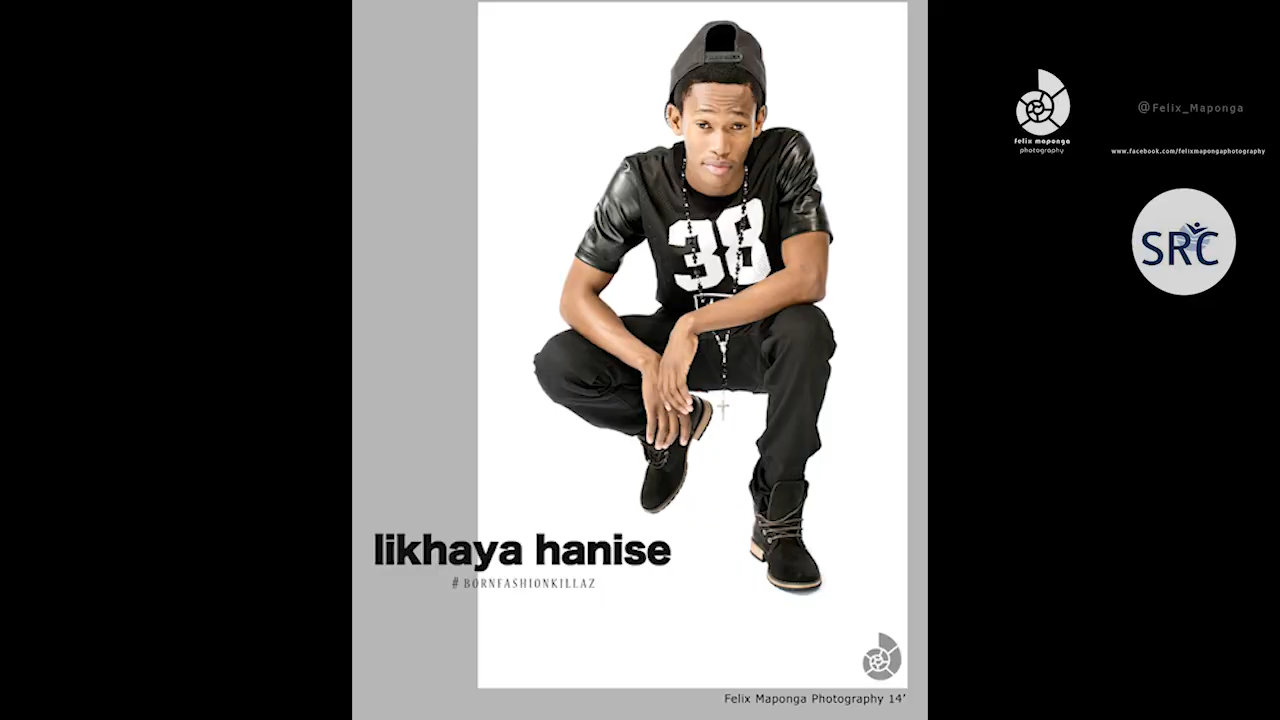 felix maponga
photography
@Felix_Maponga
www.facebook.com/felixmapongaphotography
SRC
38
likhaya hanise
# BORNFASHIONKILLAZ
Felix Maponga Photography 14’